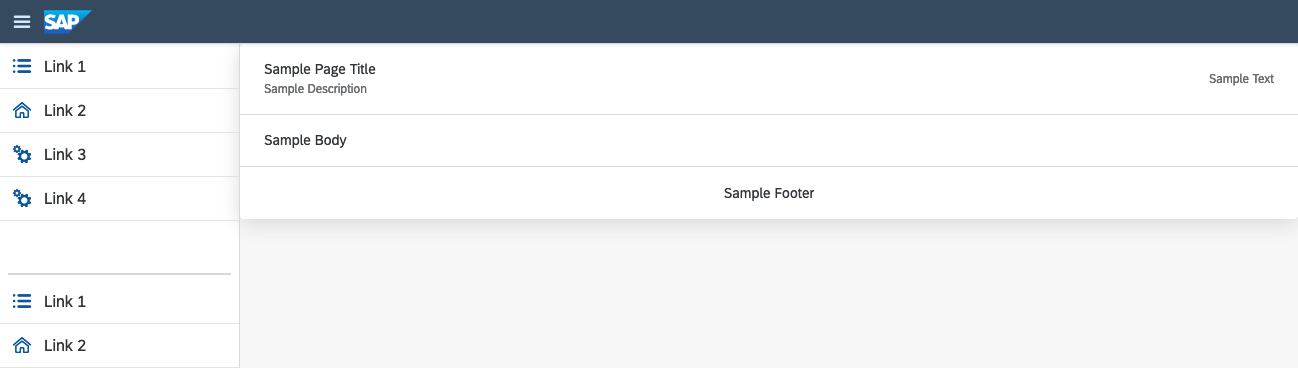 SAP
Link 1
Link 2
Link 3
Link 4
Link 1
Link 2
Sample Page Title
Sample Description
Sample Text
Sample Body
Sample Footer